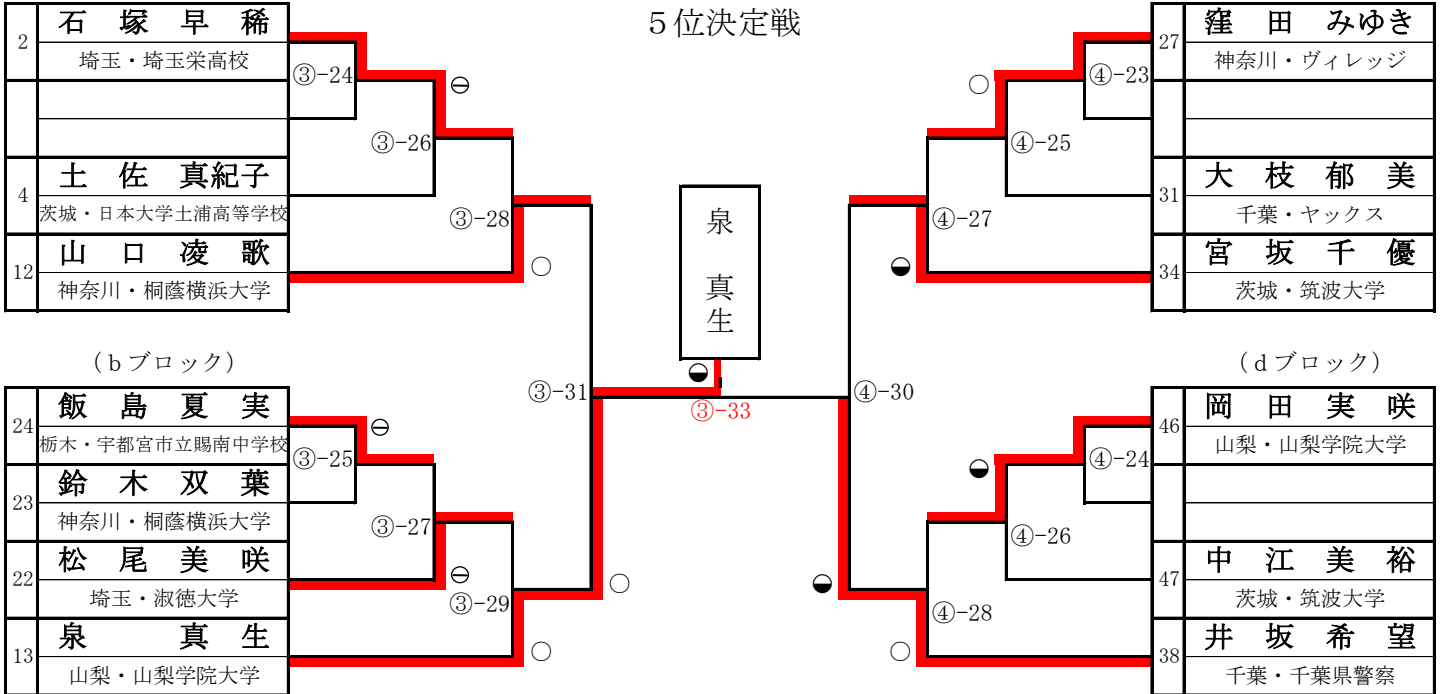 5位決定戦
2
石塚早稀
埼玉・埼玉栄高校
4
土佐真紀子
茨城・日本大学土浦高等学校
12
山口凌歌
神奈川・桐蔭横浜大学
③-24
③-26
③-28
○
27
窪田みゆき
神奈川・ヴィレッジ
31
大枝郁美
千葉・ヤックス
34
宮坂千優
茨城・筑波大学
④-23
○
④-25
④-27
泉真生
(bブロック)
24
飯島夏実
栃木・宇都宮市立陽南中学校
23
鈴木双葉
神奈川・桐蔭横浜大学
22
松尾美咲
埼玉・淑徳大学
13
泉真生
山梨・山梨学院大学
③-25
③-27
③-29
○
③-31
○
③-33
④-30
(dブロック)
46
岡田実咲
山梨・山梨学院大学
47
中江美裕
茨城・筑波大学
38
井坂希望
千葉・千葉県警察
④-24
④-26
④-28
○